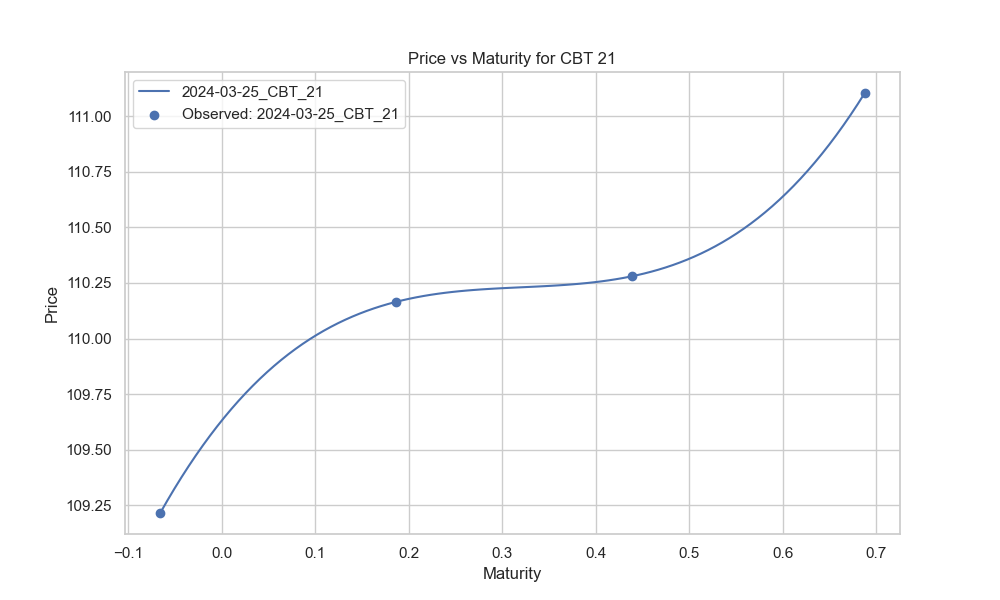 Price vs Maturity for CBT 21
2024-03-25_CBT_21
Observed: 2024-03-25_CBT_21
111.00
110.75
110.50
110.25
110.00
109.75
109.50
109.25
Price
−0.1 0.0 0.1 0.2 0.3 0.4 0.5 0.6 0.7
Maturity